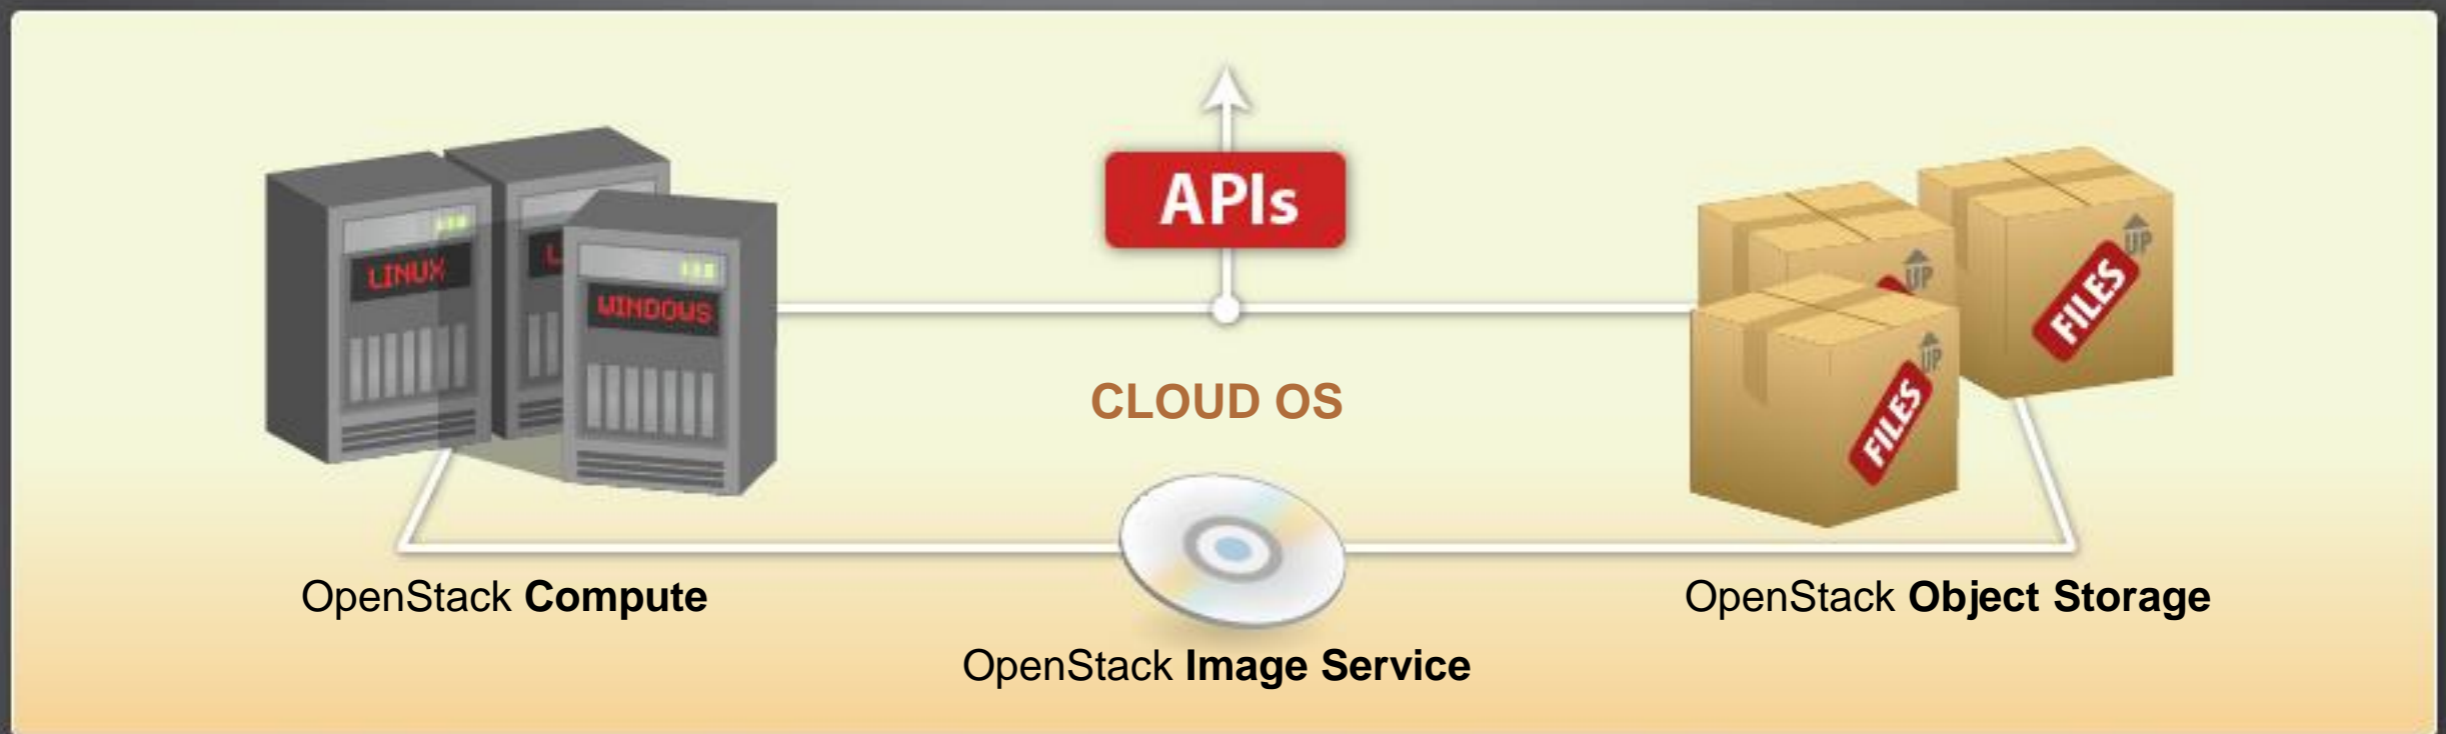 APIs
LINUX
L
WINDOWS
UP
FILES
UP
UP
FILES
CLOUD OS
OpenStack Compute
OpenStack Object Storage
OpenStack Image Service